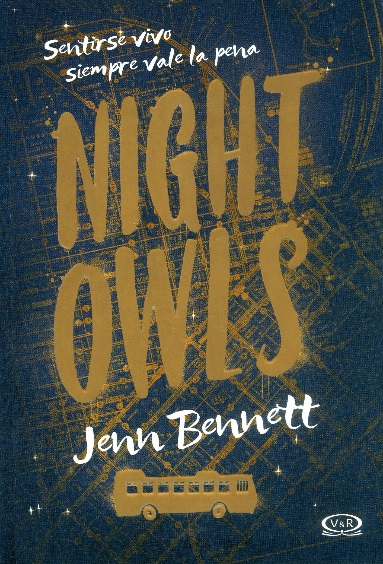 Sentirse vivo
siempre vale la pena
NIGHT
OWLS
Jenn Bennett
V&R